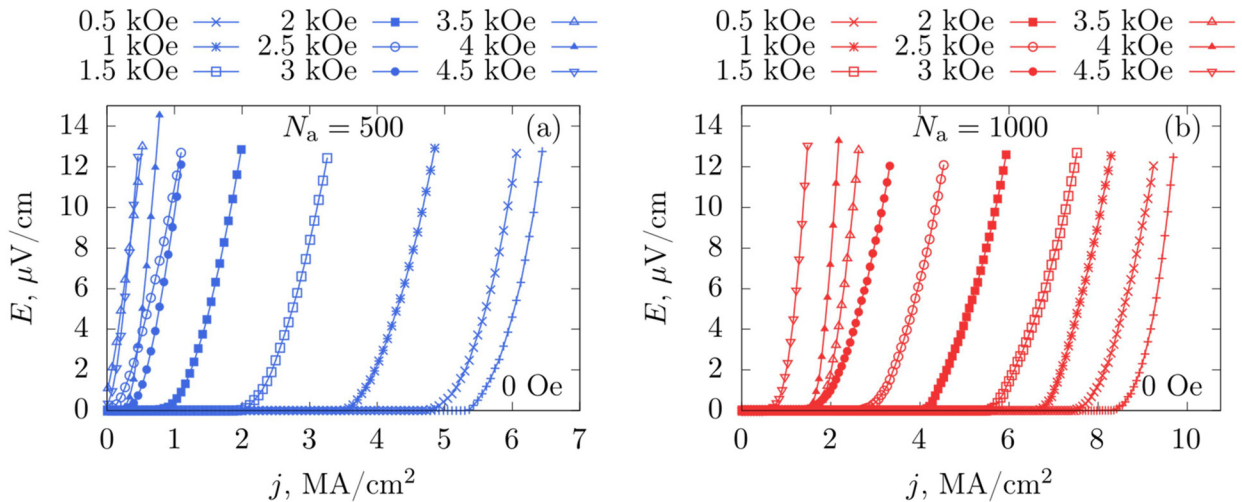 0.5 kOe 2 kOe 3.5 kOe
1 kOe 2.5 kOe 4 kOe
1.5 kOe 3 kOe 4.5 kOe
14
12
10
8
6
4
2
0
E, μV/cm
Nₐ = 500
(a)
0 Oe
0 1 2 3 4 5 6 7
j, MA/cm²
0.5 kOe 2 kOe 3.5 kOe
1 kOe 2.5 kOe 4 kOe
1.5 kOe 3 kOe 4.5 kOe
14
12
10
8
6
4
2
0
E, μV/cm
Nₐ = 1000
(b)
0 Oe
0 2 4 6 8 10
j, MA/cm²